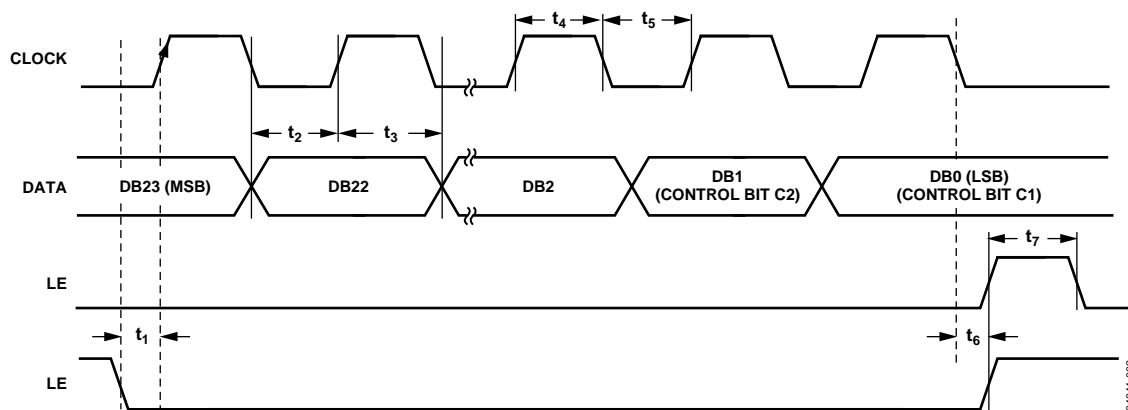 t4
t5
CLOCK
t2
t3
DATA
DB23 (MSB)
DB22
DB2
DB1
(CONTROL BIT C2)
DB0 (LSB)
(CONTROL BIT C1)
t7
LE
t1
t6
LE